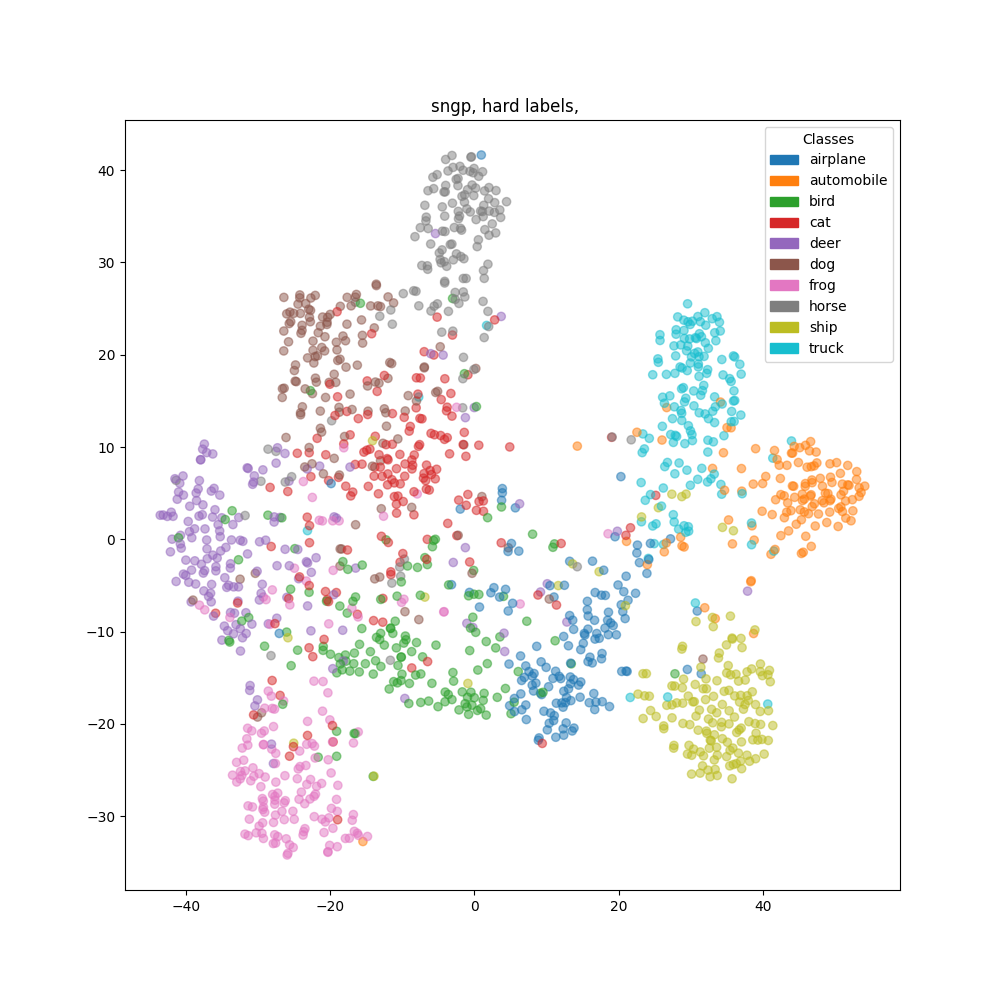 sngp, hard labels,
Classes
airplane
automobile
bird
cat
deer
dog
frog
horse
ship
truck
40
30
20
10
0
−10
−20
−30
−40 −20 0 20 40